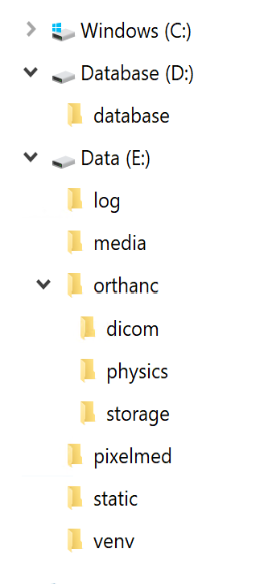 Windows (C:)
Database (D:)
database
Data (E:)
log
media
orthanc
dicom
physics
storage
pixelmed
static
venv